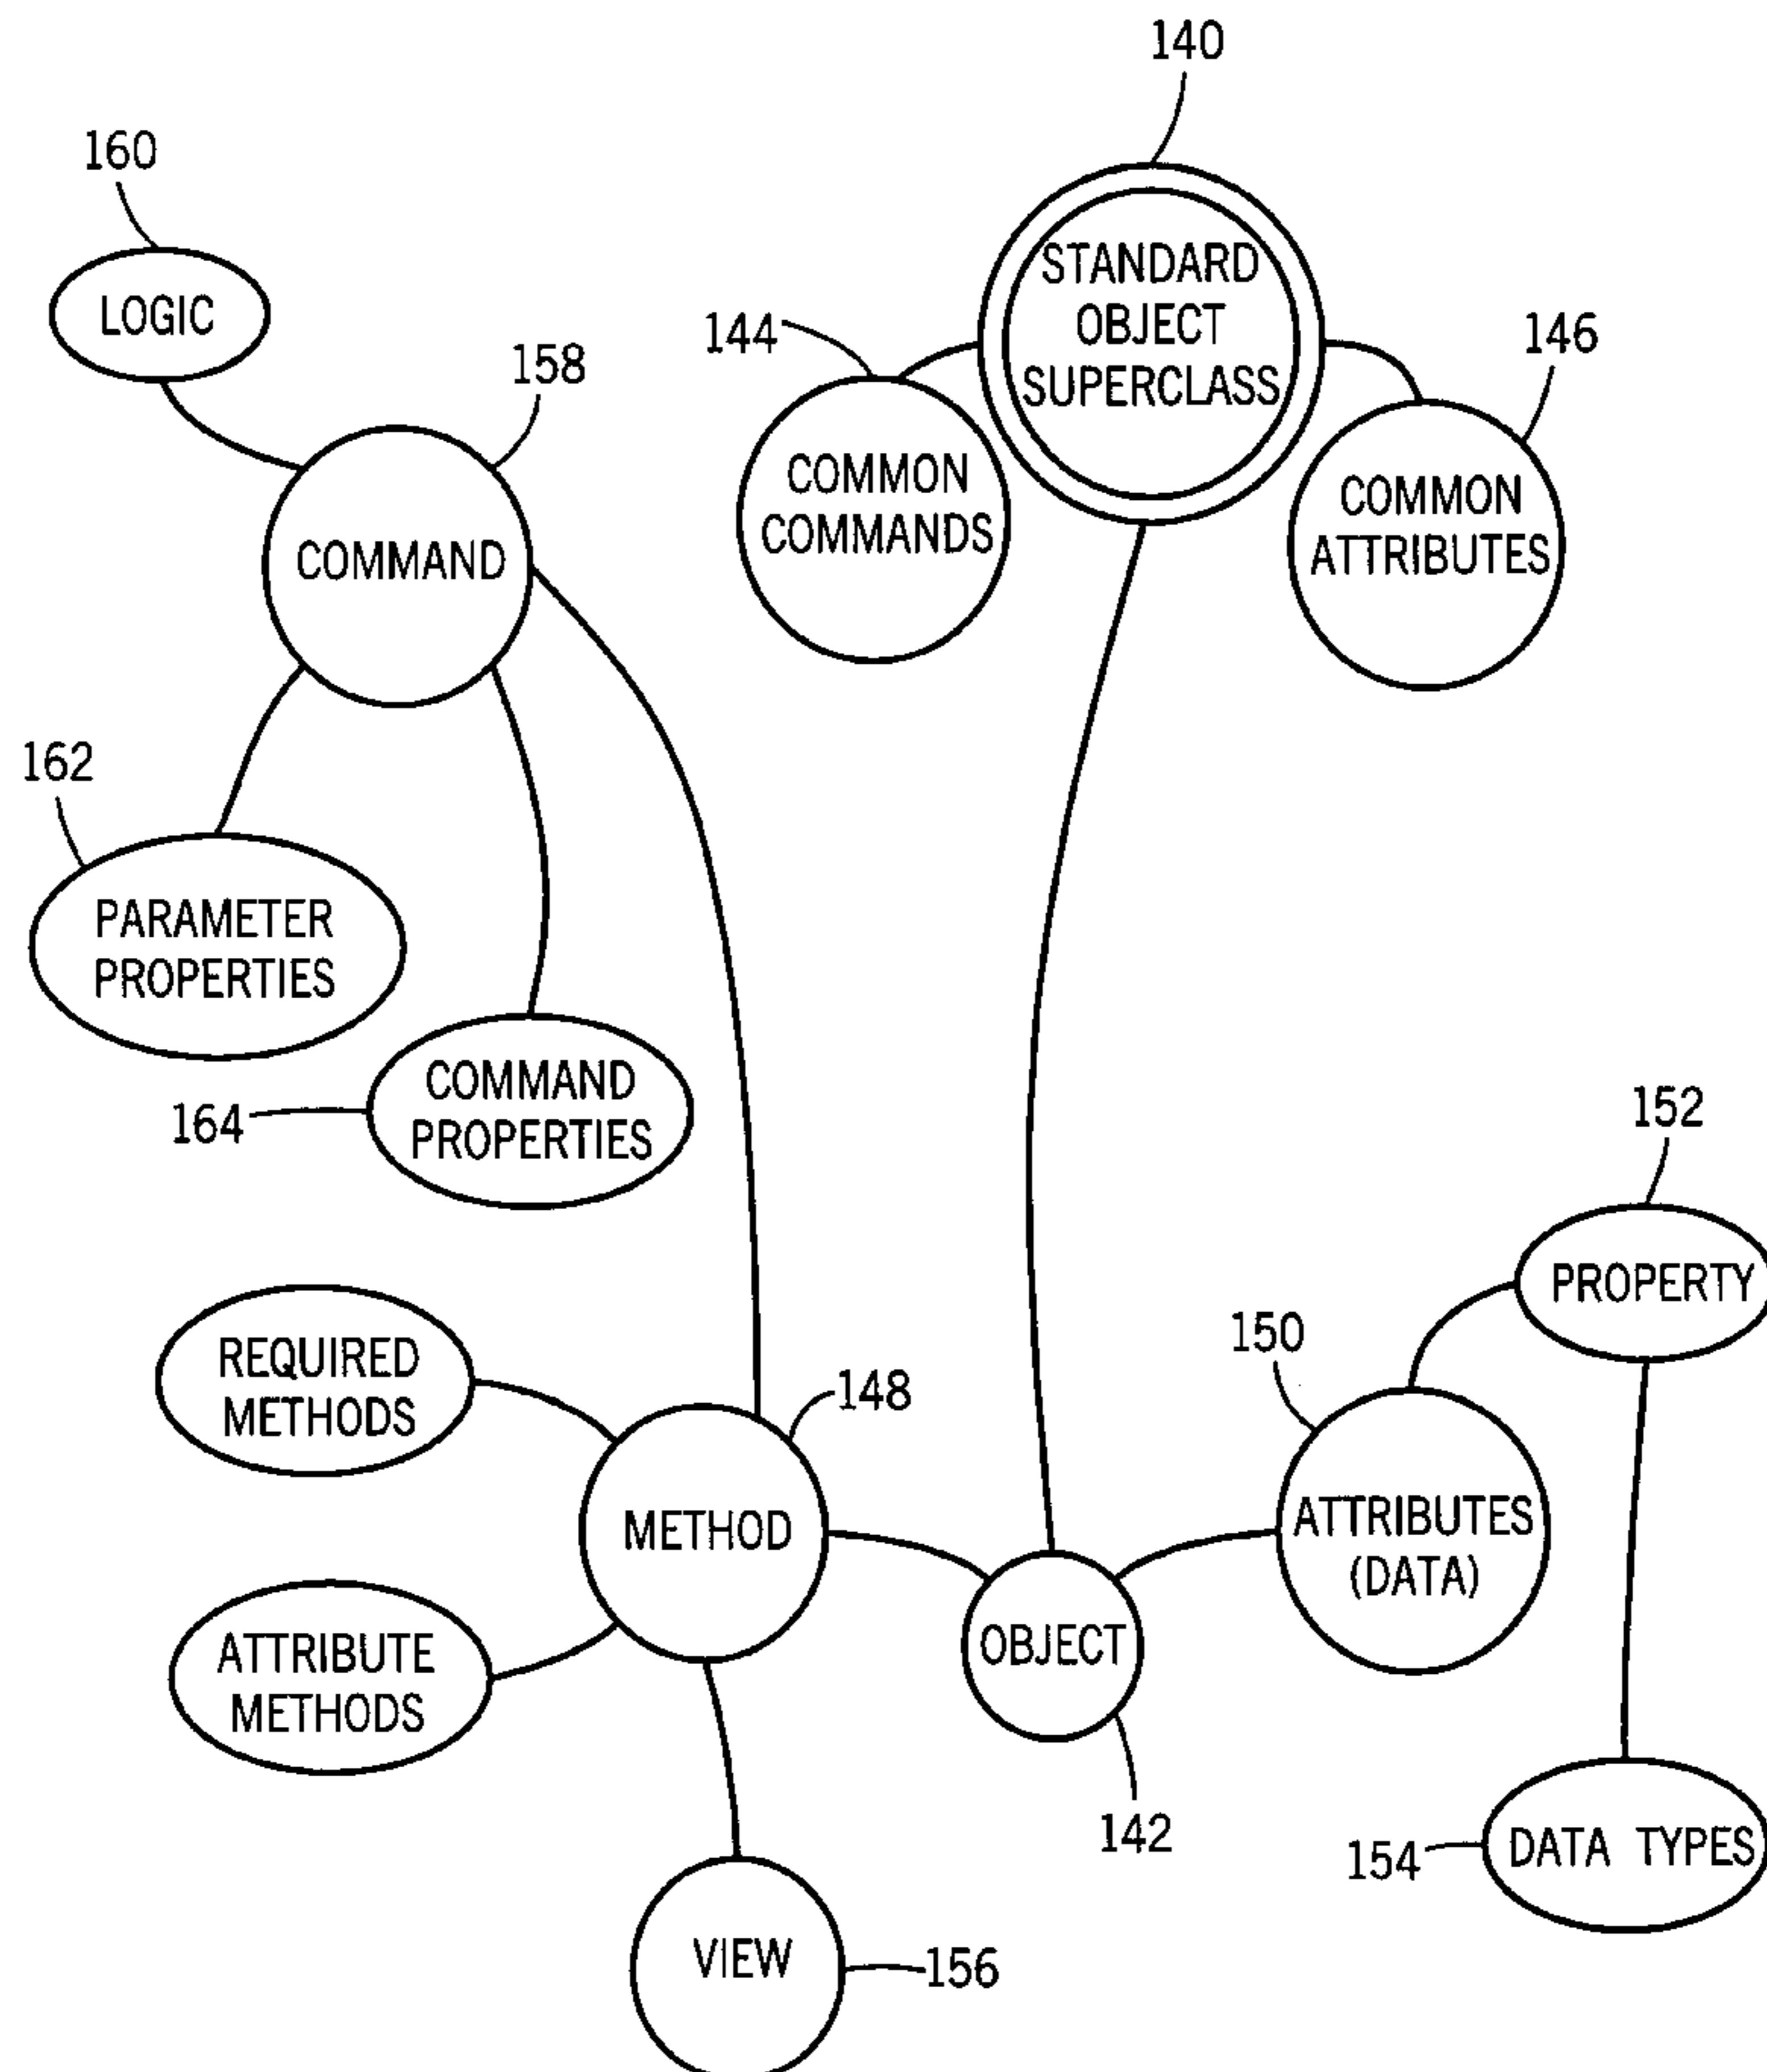 140
160
LOGIC
STANDARD
OBJECT
SUPERCLASS
144
146
158
COMMON
COMMANDS
COMMON
ATTRIBUTES
COMMAND
162
PARAMETER
PROPERTIES
COMMAND
PROPERTIES
164
152
PROPERTY
150
REQUIRED
METHODS
148
METHOD
ATTRIBUTES
(DATA)
OBJECT
ATTRIBUTE
METHODS
142
154
DATA TYPES
VIEW
156